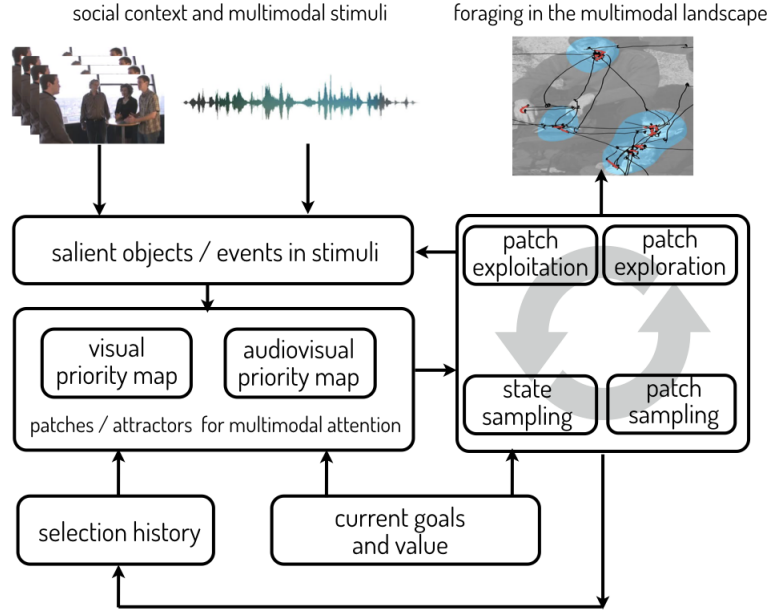 social context and multimodal stimuli
foraging in the multimodal landscape
salient objects / events in stimuli
patch
exploitation
patch
exploration
visual
priority map
audiovisual
priority map
patches / attractors for multimodal attention
state
sampling
patch
sampling
selection history
current goals
and value